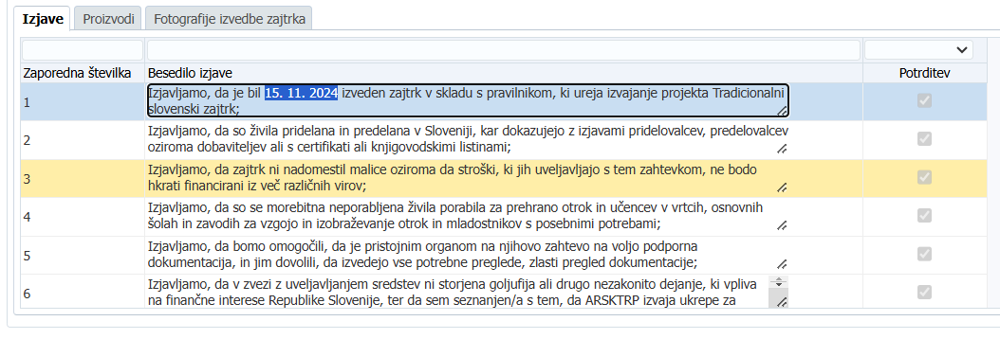 Izjave Proizvodi Fotografije izvedbe zajtrka
Zaporedna številka Besedilo izjave Potrditev
1 Izjavljamo, da je bil 15. 11. 2024 izveden zajtrk v skladu s pravilnikom, ki ureja izvajanje projekta Tradicionalni
slovenski zajtrk;
2 Izjavljamo, da so živila pridelana in predelana v Sloveniji, kar dokazujejo z izjavami pridelovalcev, predelovalcev
oziroma dobaviteljev ali s certifikati ali knjigovodskimi listinami;
3 Izjavljamo, da zajtrk ni nadomestil malice oziroma da stroški, ki jih uveljavljajo s tem zahtevkom, ne bodo
hkrati financirani iz več različnih virov;
4 Izjavljamo, da so se morebitna neporabljena živila porabila za prehrano otrok in učencev v vrtcih, osnovnih
šolah in zavodih za vzgojo in izobraževanje otrok in mladostnikov s posebnimi potrebami;
5 Izjavljamo, da bomo omogočili, da je pristojnim organom na njihovo zahtevo na voljo podporna
dokumentacija, in jim dovolili, da izvedejo vse potrebne preglede, zlasti pregled dokumentacije;
6 Izjavljamo, da v zvezi z uveljavljanjem sredstev ni storjena goljufija ali drugo nezakonito dejanje, ki vpliva
na finančne interese Republike Slovenije, ter da sem seznanjen/a s tem, da ARSKTRP izvaja ukrepe za